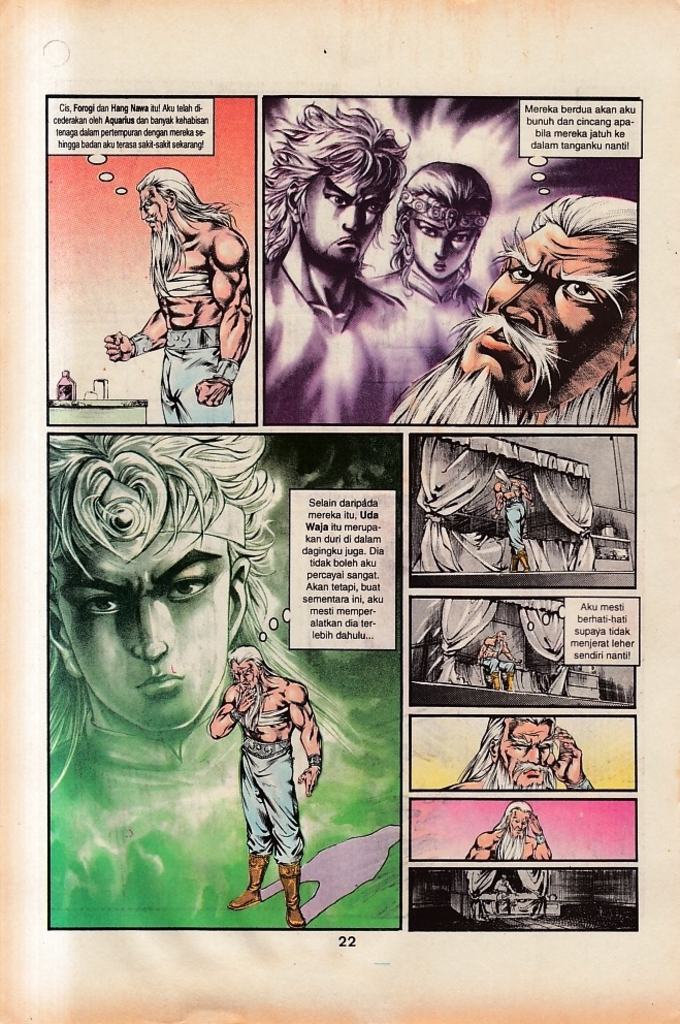 Cis, Forogi dan Hang Nawa itu! Aku telah di-
cederakan oleh Aquarius dan banyak kehabisan
tenaga dalam pertempuran dengan mereka se-
hingga badan aku terasa sakit-sakit sekarang!
Mereka berdua akan aku
bunuh dan cincang apa-
bila mereka jatuh ke
dalam tanganku nanti!
Selain daripada
mereka itu, Uda
Waja itu merupa-
kan duri di dalam
dagingku juga. Dia
tidak boleh aku
percayai sangat.
Akan tetapi, buat
sementara ini, aku
mesti memper-
alatkan dia ter-
lebih dahulu...
Aku mesti
berhati-hati
supaya tidak
menjerat leher
sendiri nanti!
22